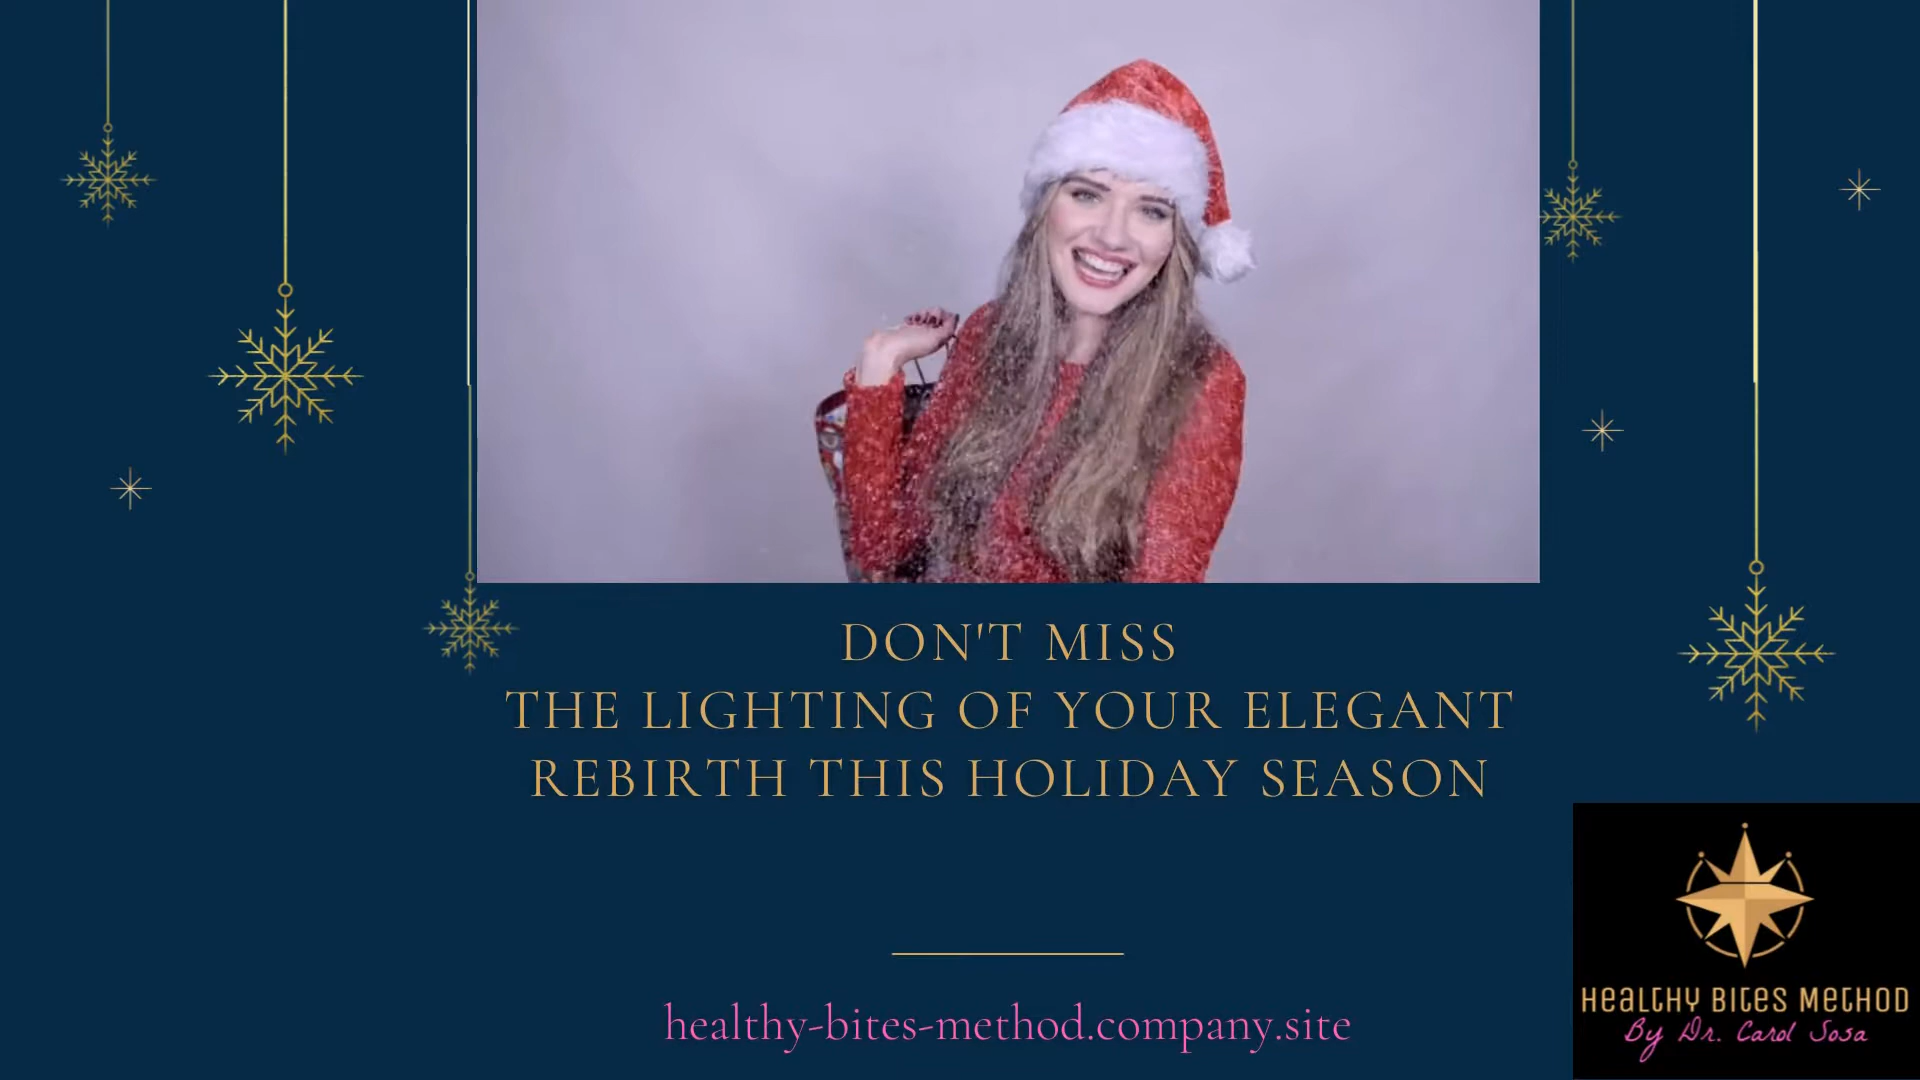 DON'T MISS
THE LIGHTING OF YOUR ELEGANT
REBIRTH THIS HOLIDAY SEASON
healthy-bites-method.company.site
HEALTHY BITES METHOD
By Dr. Carol Sosa